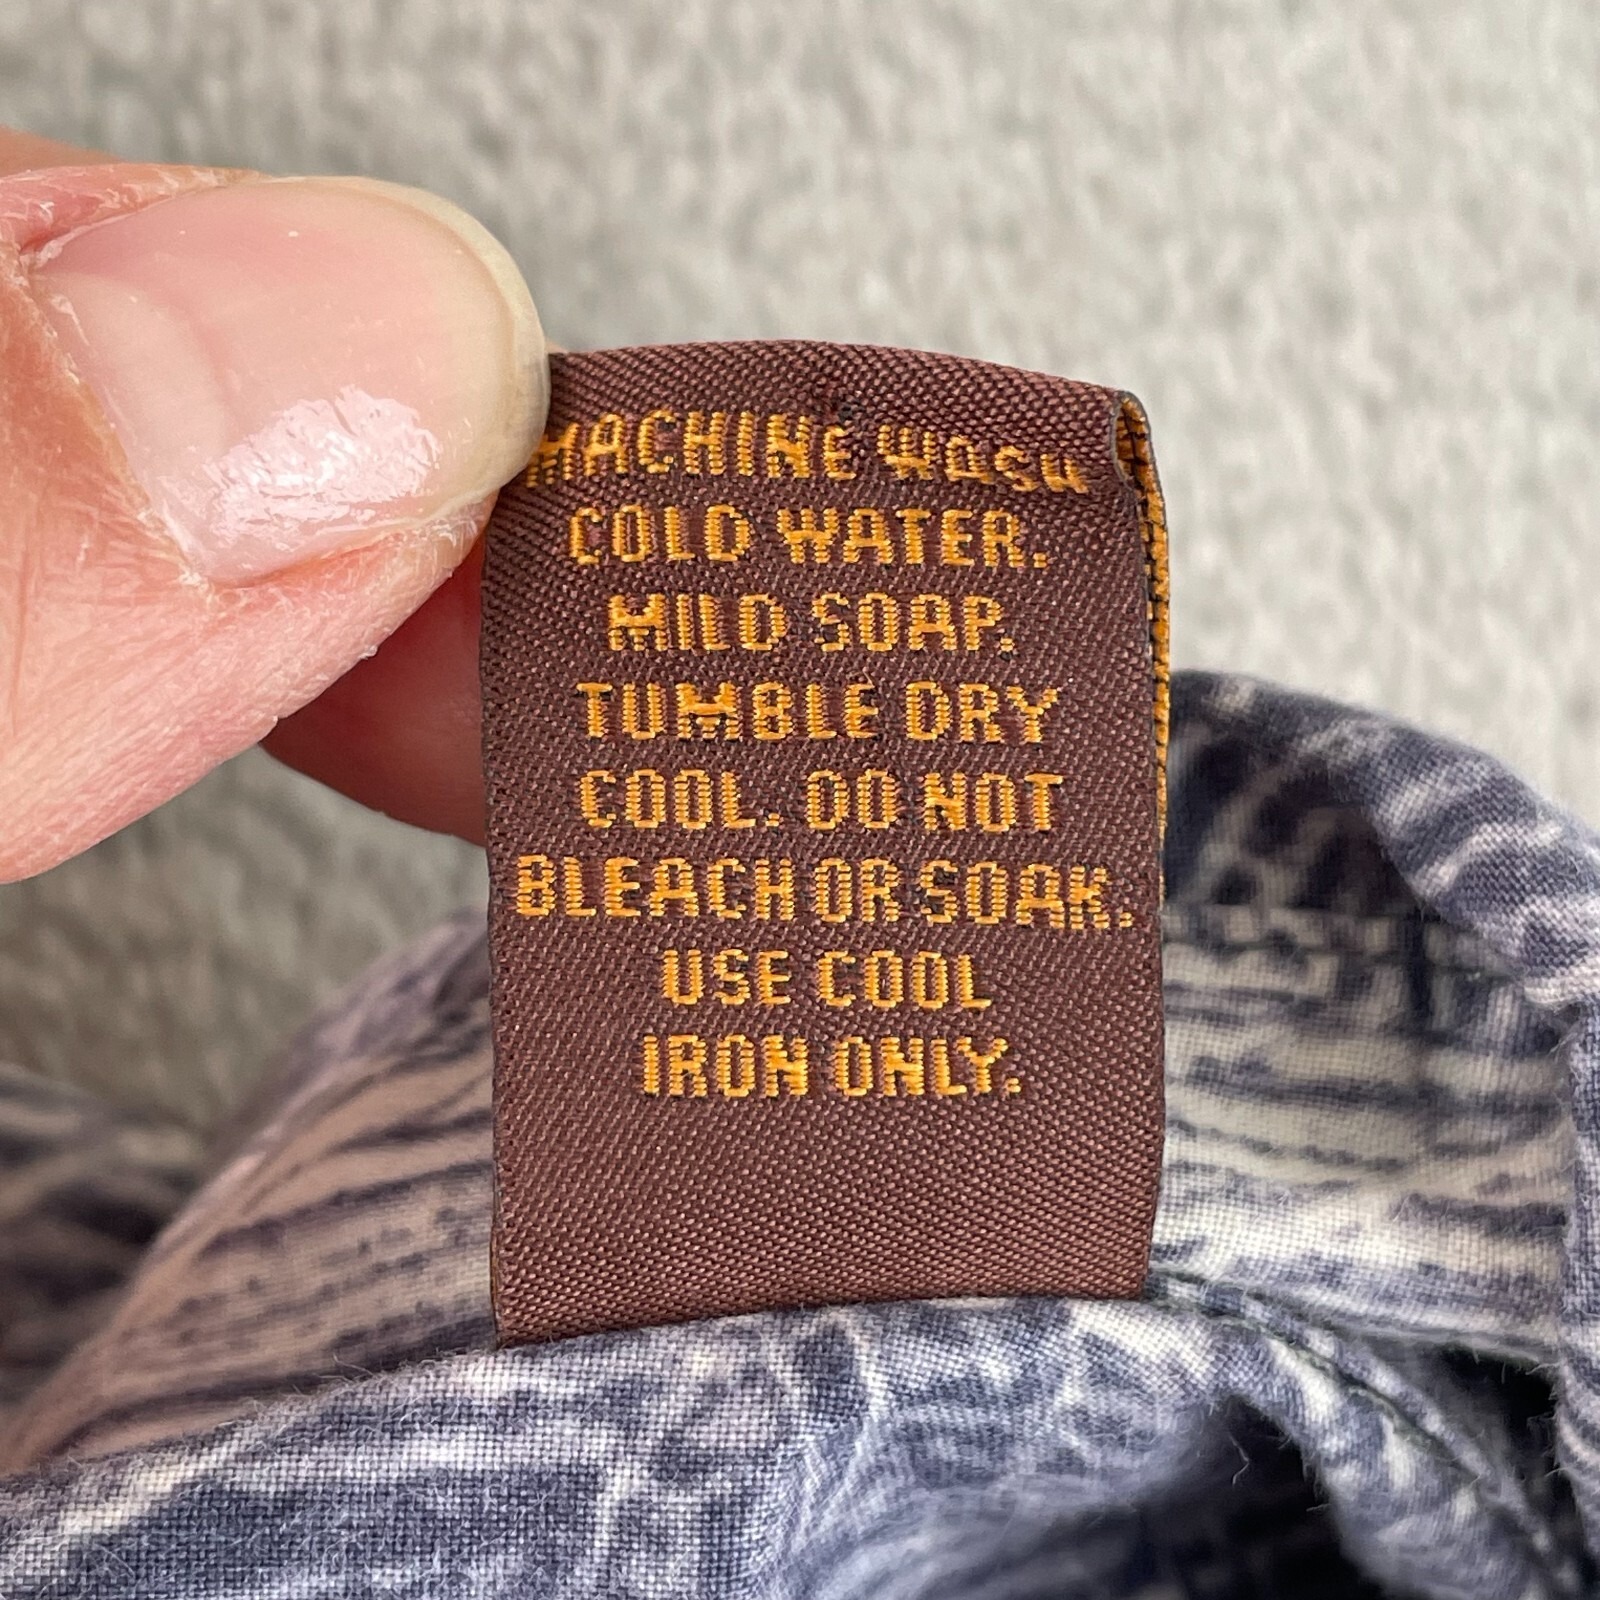 MACHINE WASH
COLD WATER.
MILD SOAP.
TUMBLE DRY
COOL. DO NOT
BLEACH OR SOAK.
USE COOL
IRON ONLY.